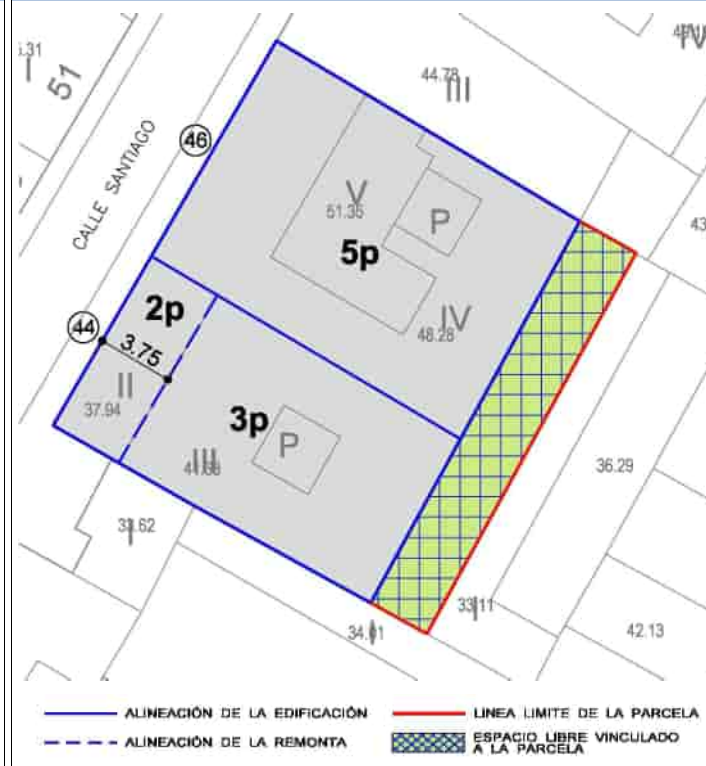 44.78
III
IV
I
51
46
CALLE SANTIAGO
V
51.35
P
5p
43
2p
IV
48.28
44
3.75
II
37.94
3p
P
III
36.29
I
33.11
34.01
42.13
ALINEACIÓN DE LA EDIFICACIÓN
LINEA LIMITE DE LA PARCELA
ALINEACIÓN DE LA REMONTA
ESPACIO LIBRE VINCULADO
A LA PARCELA